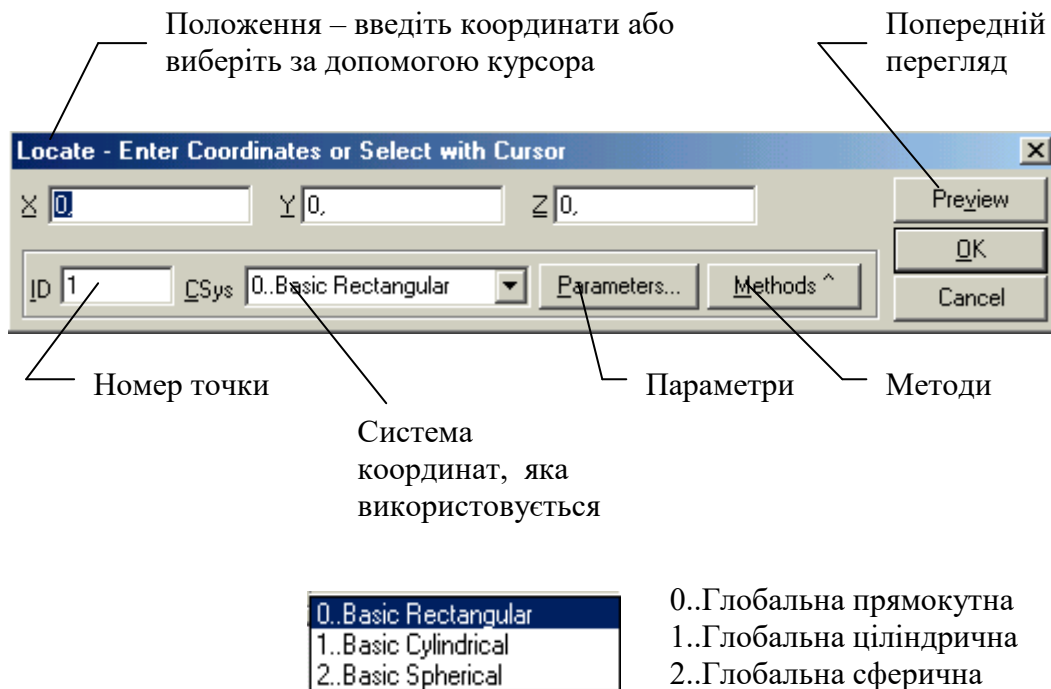 Положення – введіть координати або
виберіть за допомогою курсора
Попередній
перегляд
Locate - Enter Coordinates or Select with Cursor
X 0, Y 0, Z 0, Preview
OK
ID 1 CSys 0..Basic Rectangular Parameters... Methods ^ Cancel
Номер точки Параметри Методи
Система
координат, яка
використовується
0..Basic Rectangular 0..Глобальна прямокутна
1..Basic Cylindrical 1..Глобальна ціліндрична
2..Basic Spherical 2..Глобальна сферична